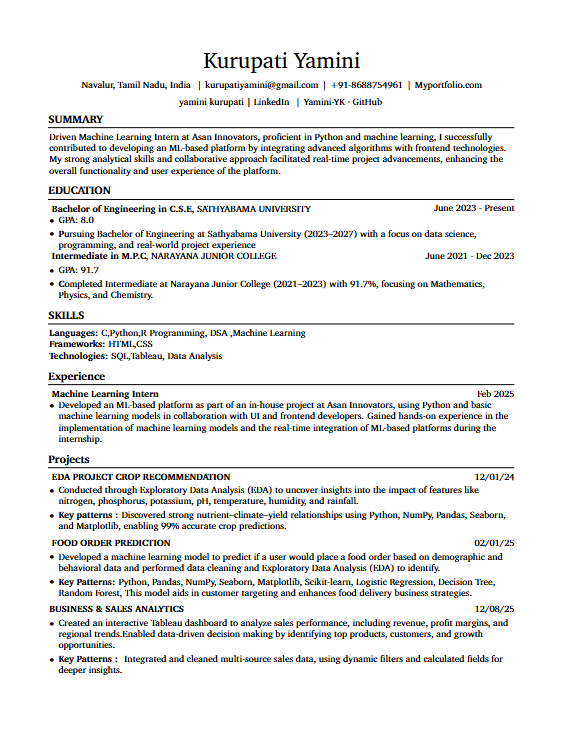 Kurupati Yamini
Navalur, Tamil Nadu, India | kurupatiyamini@gmail.com | +91-8688754961 | Myportfolio.com
yamini kurupati | LinkedIn | Yamini-YK · GitHub
SUMMARY
Driven Machine Learning Intern at Asan Innovators, proficient in Python and machine learning, I successfully
contributed to developing an ML-based platform by integrating advanced algorithms with frontend technologies.
My strong analytical skills and collaborative approach facilitated real-time project advancements, enhancing the
overall functionality and user experience of the platform.
EDUCATION
Bachelor of Engineering in C.S.E, SATHYABAMA UNIVERSITY June 2023 - Present
• GPA: 8.0
• Pursuing Bachelor of Engineering at Sathyabama University (2023–2027) with a focus on data science,
programming, and real-world project experience
Intermediate in M.P.C, NARAYANA JUNIOR COLLEGE June 2021 - Dec 2023
• GPA: 91.7
• Completed Intermediate at Narayana Junior College (2021–2023) with 91.7%, focusing on Mathematics,
Physics, and Chemistry.
SKILLS
Languages: C,Python,R Programming, DSA ,Machine Learning
Frameworks: HTML,CSS
Technologies: SQL,Tableau, Data Analysis
Experience
Machine Learning Intern Feb 2025
• Developed an ML-based platform as part of an in-house project at Asan Innovators, using Python and basic
machine learning models in collaboration with UI and frontend developers. Gained hands-on experience in the
implementation of machine learning models and the real-time integration of ML-based platforms during the
internship.
Projects
EDA PROJECT CROP RECOMMENDATION 12/01/24
• Conducted through Exploratory Data Analysis (EDA) to uncover insights into the impact of features like
nitrogen, phosphorus, potassium, pH, temperature, humidity, and rainfall.
• Key patterns : Discovered strong nutrient–climate–yield relationships using Python, NumPy, Pandas, Seaborn,
and Matplotlib, enabling 99% accurate crop predictions.
FOOD ORDER PREDICTION 02/01/25
• Developed a machine learning model to predict if a user would place a food order based on demographic and
behavioral data and performed data cleaning and Exploratory Data Analysis (EDA) to identify.
• Key Patterns: Python, Pandas, NumPy, Seaborn, Matplotlib, Scikit-learn, Logistic Regression, Decision Tree,
Random Forest, This model aids in customer targeting and enhances food delivery business strategies.
BUSINESS & SALES ANALYTICS 12/08/25
• Created an interactive Tableau dashboard to analyze sales performance, including revenue, profit margins, and
regional trends.Enabled data-driven decision making by identifying top products, customers, and growth
opportunities.
• Key Patterns : Integrated and cleaned multi-source sales data, using dynamic filters and calculated fields for
deeper insights.